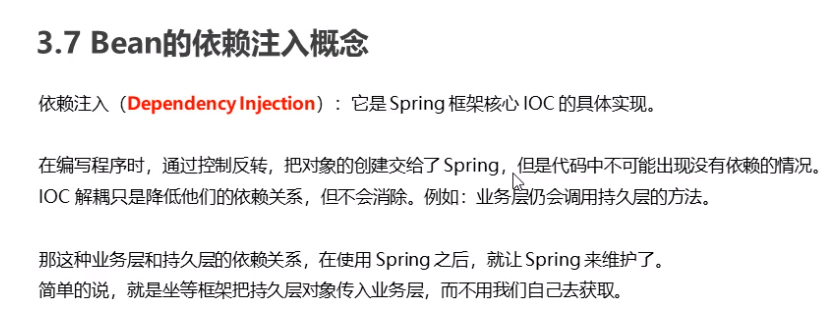 3.7 Bean的依赖注入概念
依赖注入（Dependency Injection）：它是 Spring 框架核心 IOC 的具体实现。
在编写程序时，通过控制反转，把对象的创建交给了 Spring，但是代码中不可能出现没有依赖的情况。
IOC 解耦只是降低他们的依赖关系，但不会消除。例如：业务层仍会调用持久层的方法。
那这种业务层和持久层的依赖关系，在使用 Spring 之后，就让 Spring 来维护了。
简单的说，就是坐等框架把持久层对象传入业务层，而不用我们自己去获取。